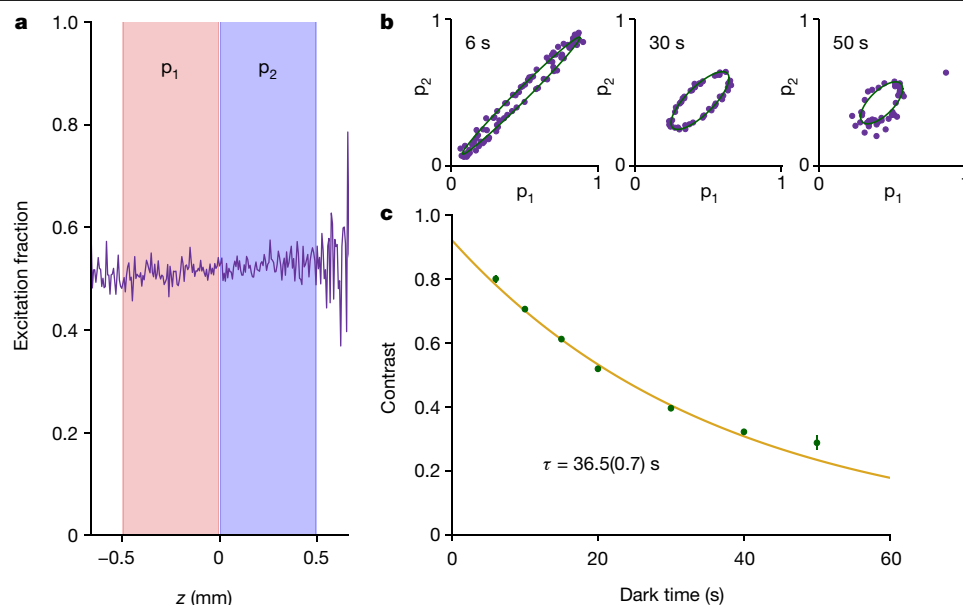 a
1.0
0.8
0.6
0.4
0.2
0
Excitation fraction
p1
p2
–0.5
0
0.5
z (mm)
b
1
p2
0
6 s
0
p1
1
1
p2
0
30 s
0
p1
1
1
p2
0
50 s
0
p1
1
c
1.0
0.8
0.6
0.4
0.2
0
Contrast
τ = 36.5(0.7) s
0
20
40
60
Dark time (s)